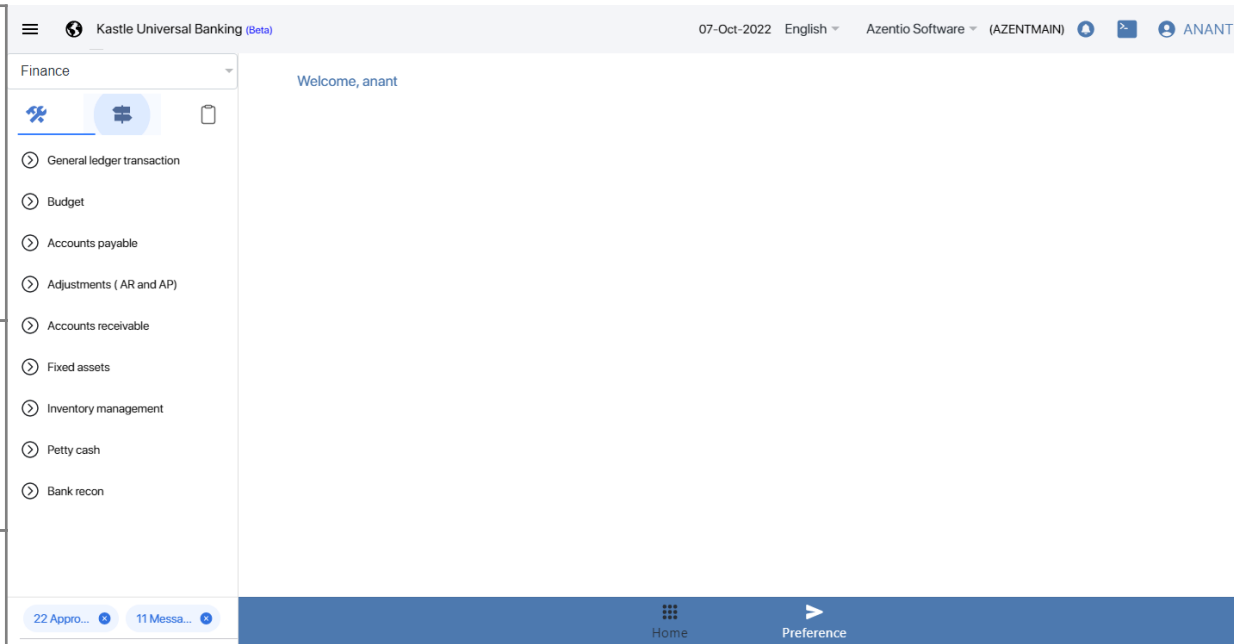 Kastle Universal Banking (Beta)
07-Oct-2022 English Azentio Software (AZENTMAIN) ANANT
Finance
Welcome, anant
General ledger transaction
Budget
Accounts payable
Adjustments ( AR and AP)
Accounts receivable
Fixed assets
Inventory management
Petty cash
Bank recon
22 Appro... 11 Messa...
Home Preference